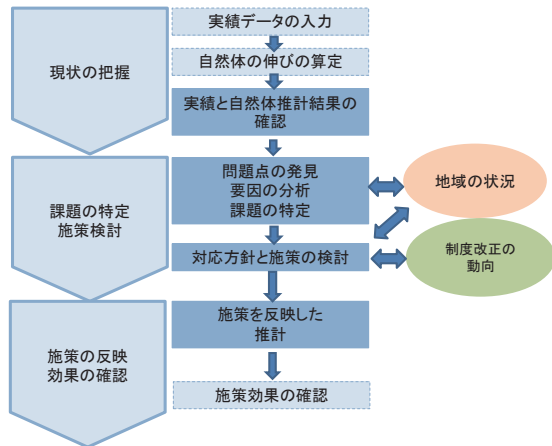 現状の把握
実績データの入力
自然体の伸びの算定
実績と自然体推計結果の
確認
課題の特定
施策検討
問題点の発見
要因の分析
課題の特定
地域の状況
対応方針と施策の検討
制度改正の
動向
施策の反映
効果の確認
施策を反映した
推計
施策効果の確認